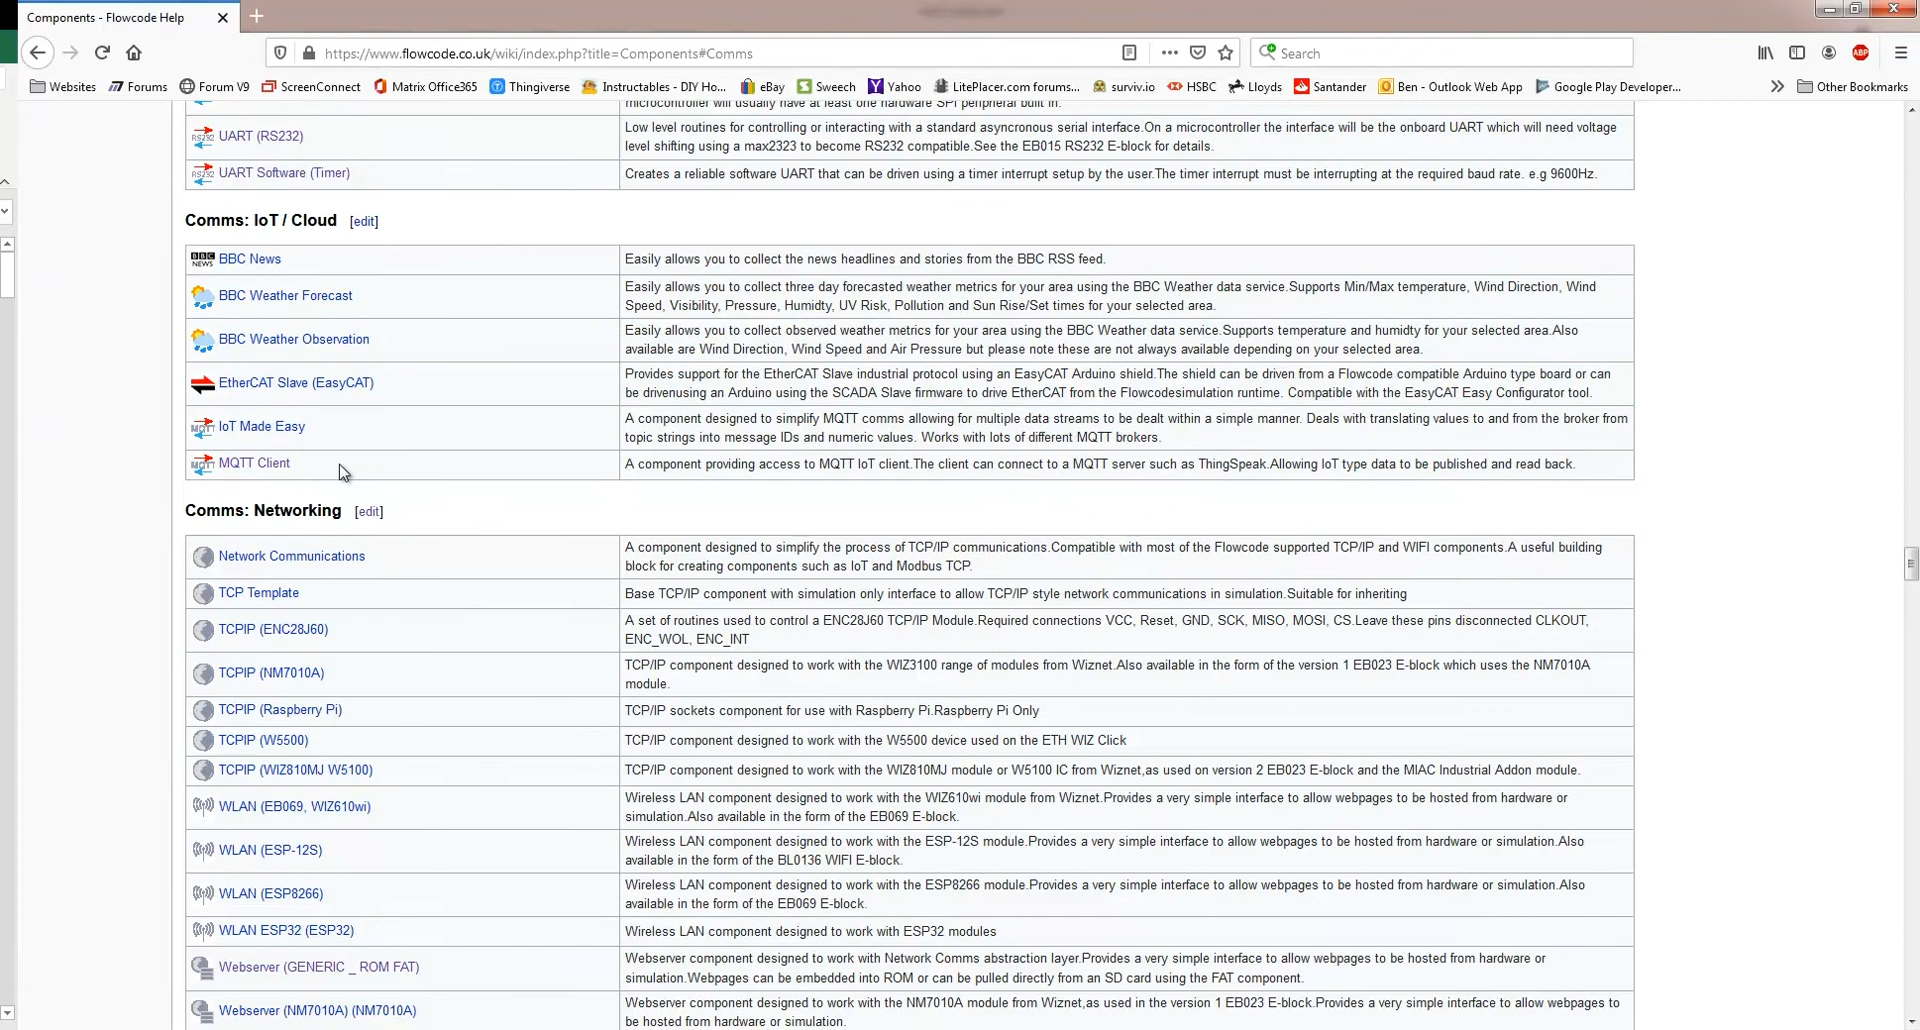 Components - Flowcode Help
https://www.flowcode.co.uk/wiki/index.php?title=Components#Comms
Search
Websites Forums Forum V9 ScreenConnect Matrix Office365 Thingiverse Instructables - DIY Ho... eBay Sweech Yahoo LitePlacer.com forums... surviv.io HSBC Lloyds Santander Ben - Outlook Web App Google Play Developer... Other Bookmarks
microcontroller will usually have at least one hardware SPI peripheral built in.
UART (RS232)
Low level routines for controlling or interacting with a standard asyncronous serial interface.On a microcontroller the interface will be the onboard UART which will need voltage
level shifting using a max2323 to become RS232 compatible.See the EB015 RS232 E-block for details.
UART Software (Timer)
Creates a reliable software UART that can be driven using a timer interrupt setup by the user.The timer interrupt must be interrupting at the required baud rate. e.g 9600Hz.
Comms: IoT / Cloud [edit]
BBC News
Easily allows you to collect the news headlines and stories from the BBC RSS feed.
BBC Weather Forecast
Easily allows you to collect three day forecasted weather metrics for your area using the BBC Weather data service.Supports Min/Max temperature, Wind Direction, Wind
Speed, Visibility, Pressure, Humidty, UV Risk, Pollution and Sun Rise/Set times for your selected area.
BBC Weather Observation
Easily allows you to collect observed weather metrics for your area using the BBC Weather data service.Supports temperature and humidty for your selected area.Also
available are Wind Direction, Wind Speed and Air Pressure but please note these are not always available depending on your selected area.
EtherCAT Slave (EasyCAT)
Provides support for the EtherCAT Slave industrial protocol using an EasyCAT Arduino shield.The shield can be driven from a Flowcode compatible Arduino type board or can
be drivenusing an Arduino using the SCADA Slave firmware to drive EtherCAT from the Flowcodesimulation runtime. Compatible with the EasyCAT Easy Configurator tool.
IoT Made Easy
A component designed to simplify MQTT comms allowing for multiple data streams to be dealt within a simple manner. Deals with translating values to and from the broker from
topic strings into message IDs and numeric values. Works with lots of different MQTT brokers.
MQTT Client
A component providing access to MQTT IoT client.The client can connect to a MQTT server such as ThingSpeak.Allowing IoT type data to be published and read back.
Comms: Networking [edit]
Network Communications
A component designed to simplify the process of TCP/IP communications.Compatible with most of the Flowcode supported TCP/IP and WIFI components.A useful building
block for creating components such as IoT and Modbus TCP.
TCP Template
Base TCP/IP component with simulation only interface to allow TCP/IP style network communications in simulation.Suitable for inheriting
TCPIP (ENC28J60)
A set of routines used to control a ENC28J60 TCP/IP Module.Required connections VCC, Reset, GND, SCK, MISO, MOSI, CS.Leave these pins disconnected CLKOUT,
ENC_WOL, ENC_INT
TCPIP (NM7010A)
TCP/IP component designed to work with the WIZ3100 range of modules from Wiznet.Also available in the form of the version 1 EB023 E-block which uses the NM7010A
module.
TCPIP (Raspberry Pi)
TCP/IP sockets component for use with Raspberry Pi.Raspberry Pi Only
TCPIP (W5500)
TCP/IP component designed to work with the W5500 device used on the ETH WIZ Click
TCPIP (WIZ810MJ W5100)
TCP/IP component designed to work with the WIZ810MJ module or W5100 IC from Wiznet,as used on version 2 EB023 E-block and the MIAC Industrial Addon module.
WLAN (EB069, WIZ610wi)
Wireless LAN component designed to work with the WIZ610wi module from Wiznet.Provides a very simple interface to allow webpages to be hosted from hardware or
simulation.Also available in the form of the EB069 E-block.
WLAN (ESP-12S)
Wireless LAN component designed to work with the ESP-12S module.Provides a very simple interface to allow webpages to be hosted from hardware or simulation.Also
available in the form of the BL0136 WIFI E-block.
WLAN (ESP8266)
Wireless LAN component designed to work with the ESP8266 module.Provides a very simple interface to allow webpages to be hosted from hardware or simulation.Also
available in the form of the EB069 E-block.
WLAN ESP32 (ESP32)
Wireless LAN component designed to work with ESP32 modules
Webserver (GENERIC _ ROM FAT)
Webserver component designed to work with Network Comms abstraction layer.Provides a very simple interface to allow webpages to be hosted from hardware or
simulation.Webpages can be embedded into ROM or can be pulled directly from an SD card using the FAT component.
Webserver (NM7010A) (NM7010A)
Webserver component designed to work with the NM7010A module from Wiznet,as used in the version 1 EB023 E-block.Provides a very simple interface to allow webpages to
be hosted from hardware or simulation.